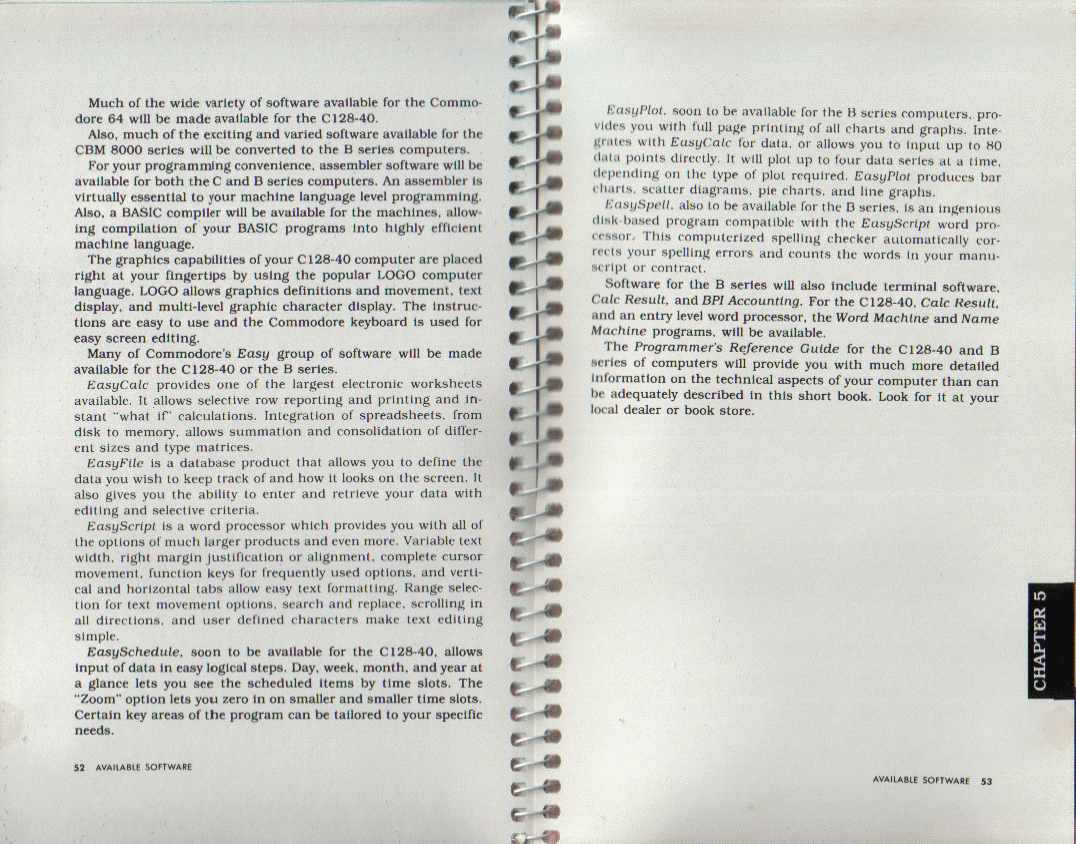 Much of the wide variety of software available for the Commo-
dore 64 will be made available for the C128-40.
Also, much of the exciting and varied software available for the
CBM 8000 series will be converted to the B series computers.
For your programming convenience, assembler software will be
available for both the C and B series computers. An assembler is
virtually essential to your machine language level programming.
Also, a BASIC compiler will be available for the machines, allow-
ing compilation of your BASIC programs into highly efficient
machine language.
The graphics capabilities of your C128-40 computer are placed
right at your fingertips by using the popular LOGO computer
language. LOGO allows graphics definitions and movement, text
display, and multi-level graphic character display. The instruc-
tions are easy to use and the Commodore keyboard is used for
easy screen editing.
Many of Commodore's Easy group of software will be made
available for the C128-40 or the B series.
EasyCalc provides one of the largest electronic worksheets
available. It allows selective row reporting and printing and in-
stant "what if" calculations. Integration of spreadsheets, from
disk to memory, allows summation and consolidation of differ-
ent sizes and type matrices.
EasyFile is a database product that allows you to define the
data you wish to keep track of and how it looks on the screen. It
also gives you the ability to enter and retrieve your data with
editing and selective criteria.
EasyScript is a word processor which provides you with all of
the options of much larger products and even more. Variable text
width, right margin justification or alignment, complete cursor
movement, function keys for frequently used options, and verti-
cal and horizontal tabs allow easy text formatting. Range selec-
tion for text movement options, search and replace, scrolling in
all directions, and user defined characters make text editing
simple.
EasySchedule, soon to be available for the C128-40, allows
input of data in easy logical steps. Day, week, month, and year at
a glance lets you see the scheduled items by time slots. The
"Zoom" option lets you zero in on smaller and smaller time slots.
Certain key areas of the program can be tailored to your specific
needs.
52 AVAILABLE SOFTWARE
EasyPlot, soon to be available for the B series computers, pro-
vides you with full page printing of all charts and graphs. Inte-
grates with EasyCalc for data, or allows you to input up to 80
data points directly. It will plot up to four data series at a time,
depending on the type of plot required. EasyPlot produces bar
charts, scatter diagrams, pie charts, and line graphs.
EasySpell, also to be available for the B series, is an ingenious
disk-based program compatible with the EasyScript word pro-
cessor. This computerized spelling checker automatically cor-
rects your spelling errors and counts the words in your manu-
script or contract.
Software for the B series will also include terminal software,
Calc Result, and BPI Accounting. For the C128-40, Calc Result,
and an entry level word processor, the Word Machine and Name
Machine programs, will be available.
The Programmer's Reference Guide for the C128-40 and B
series of computers will provide you with much more detailed
information on the technical aspects of your computer than can
be adequately described in this short book. Look for it at your
local dealer or book store.
CHAPTER 5
AVAILABLE SOFTWARE 53